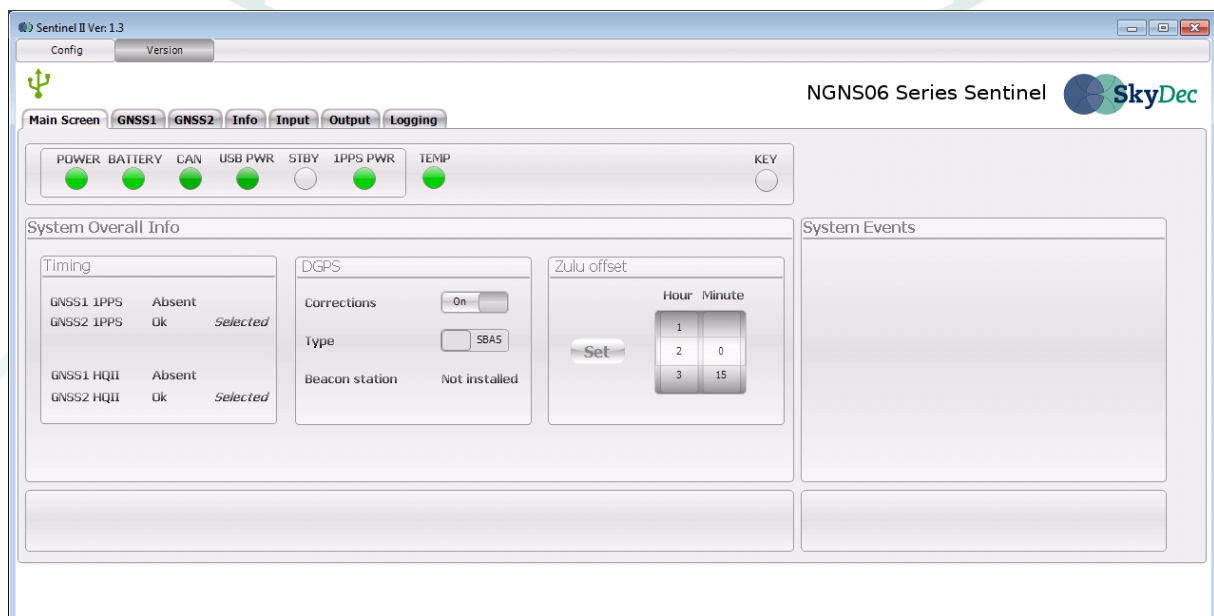 Sentinel II Ver: 1.3
Config Version
NGNS06 Series Sentinel SkyDec
Main Screen GNSS1 GNSS2 Info Input Output Logging
POWER BATTERY CAN USB PWR STBY 1PPS PWR TEMP KEY
System Overall Info
System Events
Timing
GNSS1 1PPS Absent
GNSS2 1PPS Ok Selected
GNSS1 HQII Absent
GNSS2 HQII Ok Selected
DGPS
Corrections On
Type SBAS
Beacon station Not installed
Zulu offset
Hour Minute
1
Set 2 0
3 15